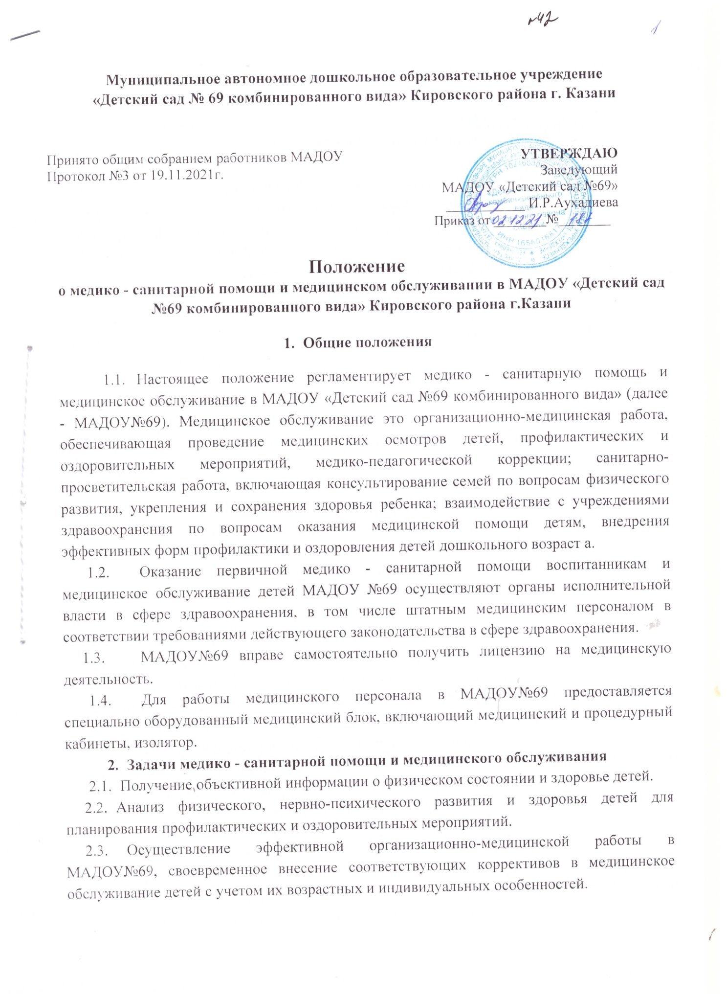 №42
1
Муниципальное автономное дошкольное образовательное учреждение
«Детский сад № 69 комбинированного вида» Кировского района г. Казани
Принято общим собранием работников МАДОУ
Протокол №3 от 19.11.2021г.
УТВЕРЖДАЮ
Заведующий
МАДОУ «Детский сад №69»
И.Р.Аухадиева
Приказ от 02.12.21 № 187
Положение
о медико - санитарной помощи и медицинском обслуживании в МАДОУ «Детский сад
№69 комбинированного вида» Кировского района г.Казани
1. Общие положения
1.1. Настоящее положение регламентирует медико - санитарную помощь и
медицинское обслуживание в МАДОУ «Детский сад №69 комбинированного вида» (далее
- МАДОУ№69). Медицинское обслуживание это организационно-медицинская работа,
обеспечивающая проведение медицинских осмотров детей, профилактических и
оздоровительных мероприятий, медико-педагогической коррекции; санитарно-
просветительская работа, включающая консультирование семей по вопросам физического
развития, укрепления и сохранения здоровья ребенка; взаимодействие с учреждениями
здравоохранения по вопросам оказания медицинской помощи детям, внедрения
эффективных форм профилактики и оздоровления детей дошкольного возраст а.
1.2. Оказание первичной медико - санитарной помощи воспитанникам и
медицинское обслуживание детей МАДОУ №69 осуществляют органы исполнительной
власти в сфере здравоохранения, в том числе штатным медицинским персоналом в
соответствии требованиями действующего законодательства в сфере здравоохранения.
1.3. МАДОУ№69 вправе самостоятельно получить лицензию на медицинскую
деятельность.
1.4. Для работы медицинского персонала в МАДОУ№69 предоставляется
специально оборудованный медицинский блок, включающий медицинский и процедурный
кабинеты, изолятор.
2. Задачи медико - санитарной помощи и медицинского обслуживания
2.1. Получение объективной информации о физическом состоянии и здоровье детей.
2.2. Анализ физического, нервно-психического развития и здоровья детей для
планирования профилактических и оздоровительных мероприятий.
2.3. Осуществление эффективной организационно-медицинской работы в
МАДОУ№69, своевременное внесение соответствующих коррективов в медицинское
обслуживание детей с учетом их возрастных и индивидуальных особенностей.